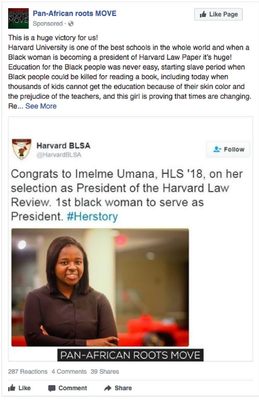 Pan-African roots MOVE
Like Page
Sponsored ·
This is a huge victory for us!
Harvard University is one of the best schools in the whole world and when a
Black woman is becoming a president of Harvard Law Paper it's huge!
Education for the Black people was never easy, starting slave period when
Black people could be killed for reading a book, including today when
thousands of kids cannot get the education because of their skin color and
the prejudice of the teachers, and this girl is proving that times are changing.
Re... See More
Harvard BLSA
@HarvardBLSA
Follow
Congrats to Imelme Umana, HLS '18, on her
selection as President of the Harvard Law
Review. 1st black woman to serve as
President. #Herstory
PAN-AFRICAN ROOTS MOVE
287 Reactions 4 Comments 39 Shares
Like Comment Share